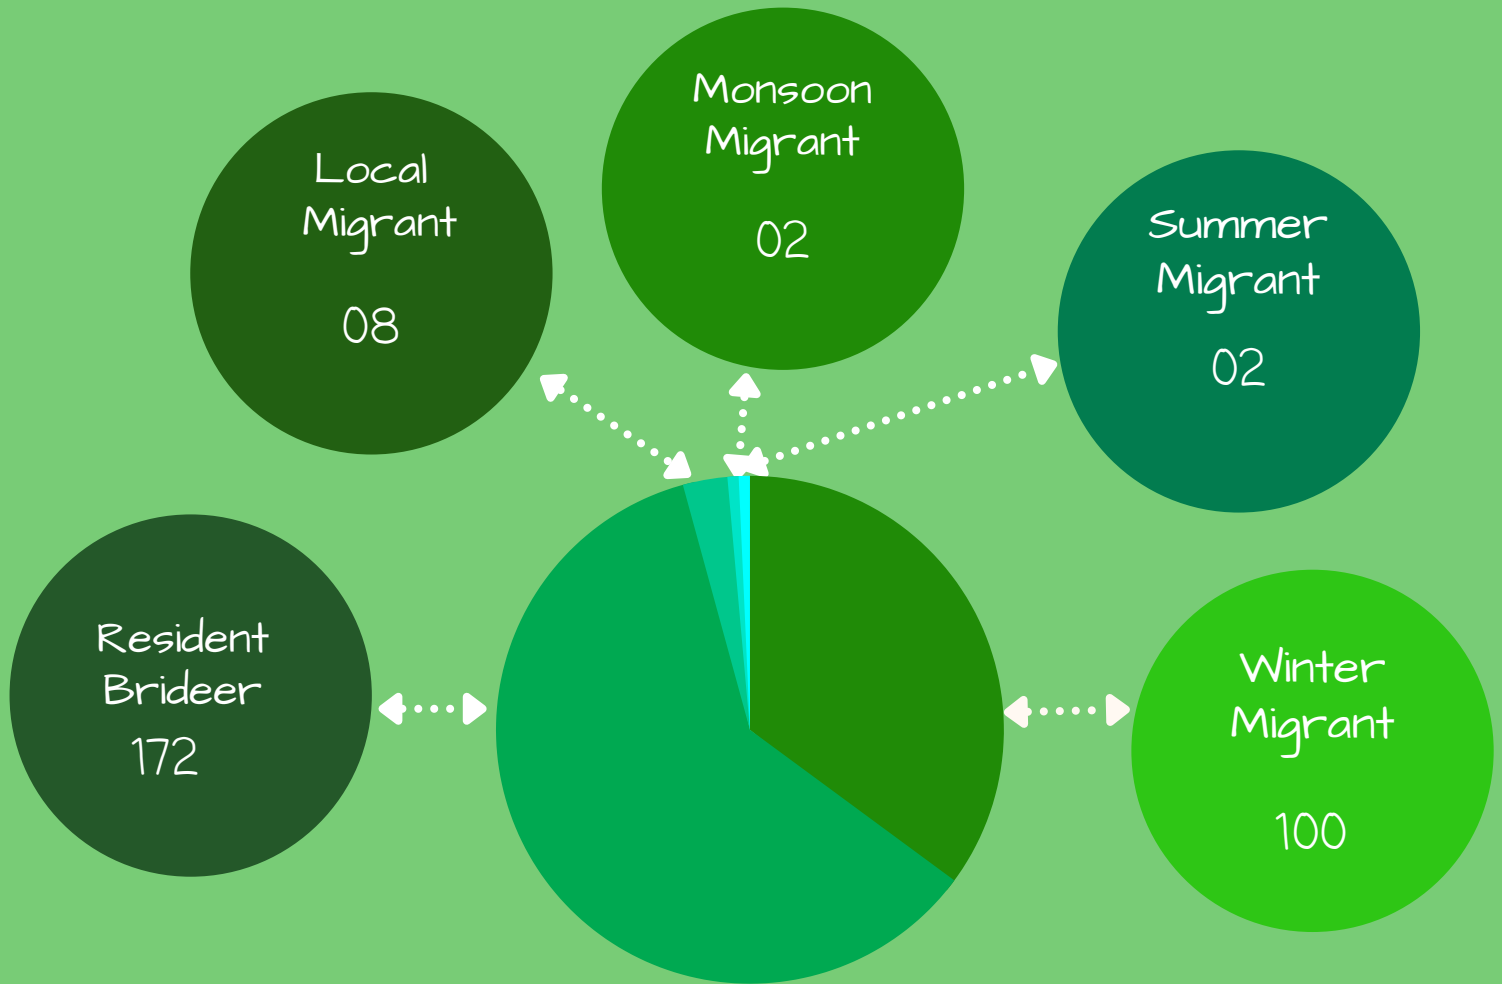 Monsoon
Migrant
02
Local
Migrant
08
Summer
Migrant
02
Resident
Brideer
172
Winter
Migrant
100